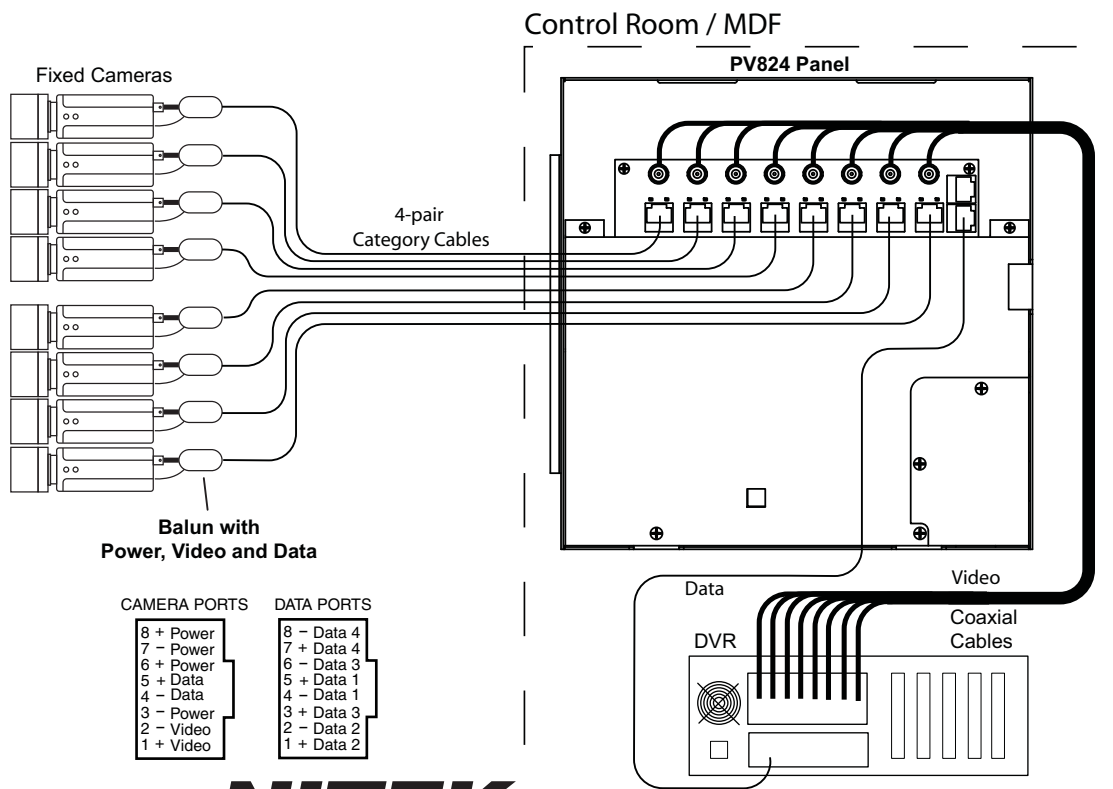 Control Room / MDF
Fixed Cameras
PV824 Panel
4-pair
Category Cables
Balun with
Power, Video and Data
Data
Video
Coaxial
Cables
DVR
CAMERA PORTS
8 + Power
7 - Power
6 + Power
5 + Data
4 - Data
3 - Power
2 - Video
1 + Video
DATA PORTS
8 - Data 4
7 + Data 4
6 - Data 3
5 + Data 1
4 - Data 1
3 + Data 3
2 - Data 2
1 + Data 2
NITEK